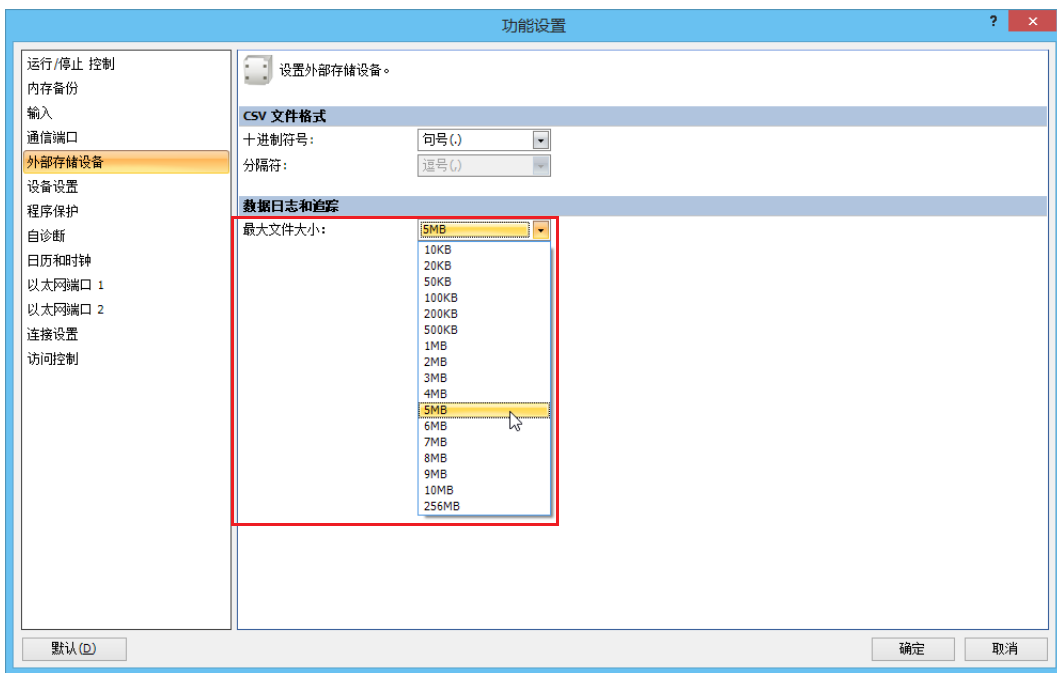 功能设置
?
×
运行/停止 控制
内存备份
输入
通信端口
外部存储设备
设备设置
程序保护
自诊断
日历和时钟
以太网端口 1
以太网端口 2
连接设置
访问控制
设置外部存储设备。
CSV 文件格式
十进制符号:
句号(.)
分隔符:
逗号(,)
数据日志和追踪
最大文件大小:
5MB
10KB
20KB
50KB
100KB
200KB
500KB
1MB
2MB
3MB
4MB
5MB
6MB
7MB
8MB
9MB
10MB
256MB
默认(D)
确定
取消